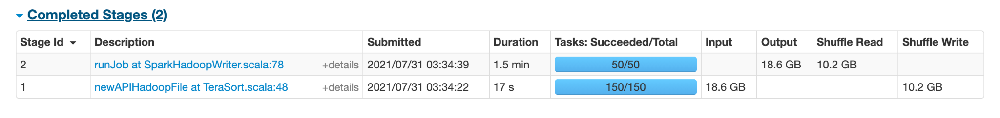 Completed Stages (2)
Stage Id Description Submitted Duration Tasks: Succeeded/Total Input Output Shuffle Read Shuffle Write
2 runJob at SparkHadoopWriter.scala:78 +details 2021/07/31 03:34:39 1.5 min 50/50 18.6 GB 10.2 GB
1 newAPIHadoopFile at TeraSort.scala:48 +details 2021/07/31 03:34:22 17 s 150/150 18.6 GB 10.2 GB